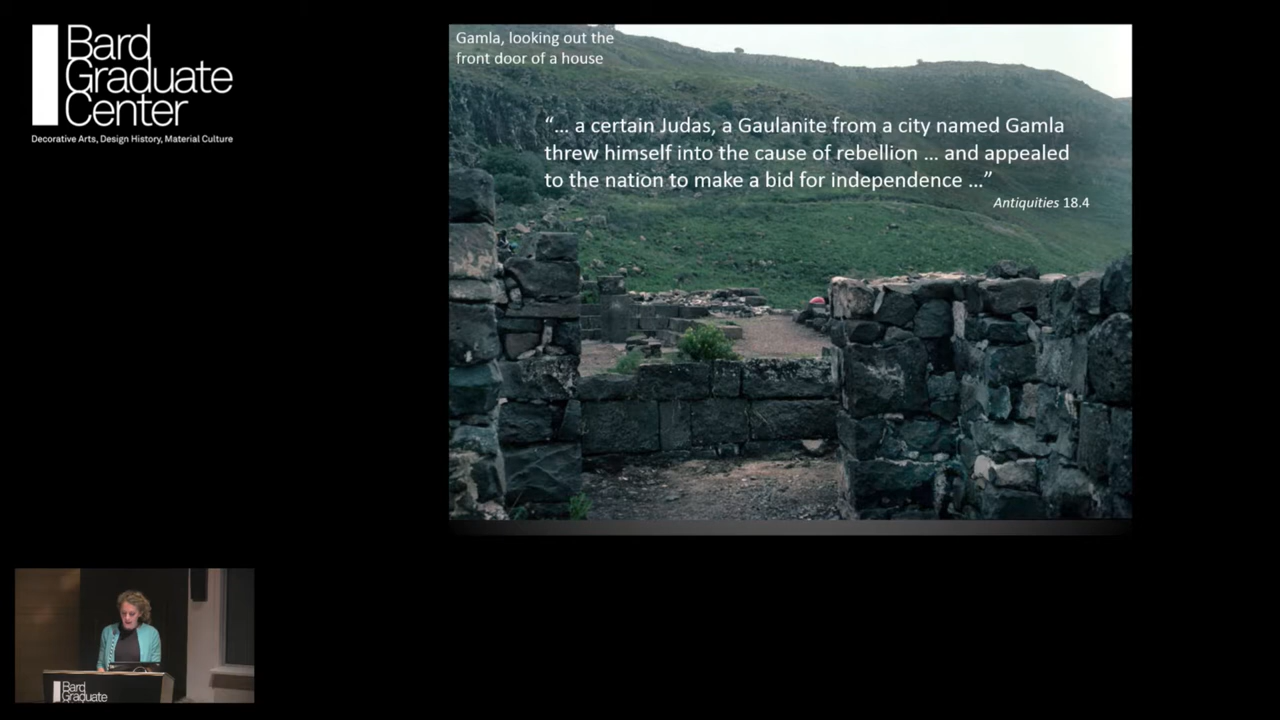 Bard
Graduate
Center
Decorative Arts, Design History, Material Culture
Gamla, looking out the
front door of a house
“… a certain Judas, a Gaulanite from a city named Gamla
threw himself into the cause of rebellion … and appealed
to the nation to make a bid for independence …”
Antiquities 18.4
Bard
Graduate